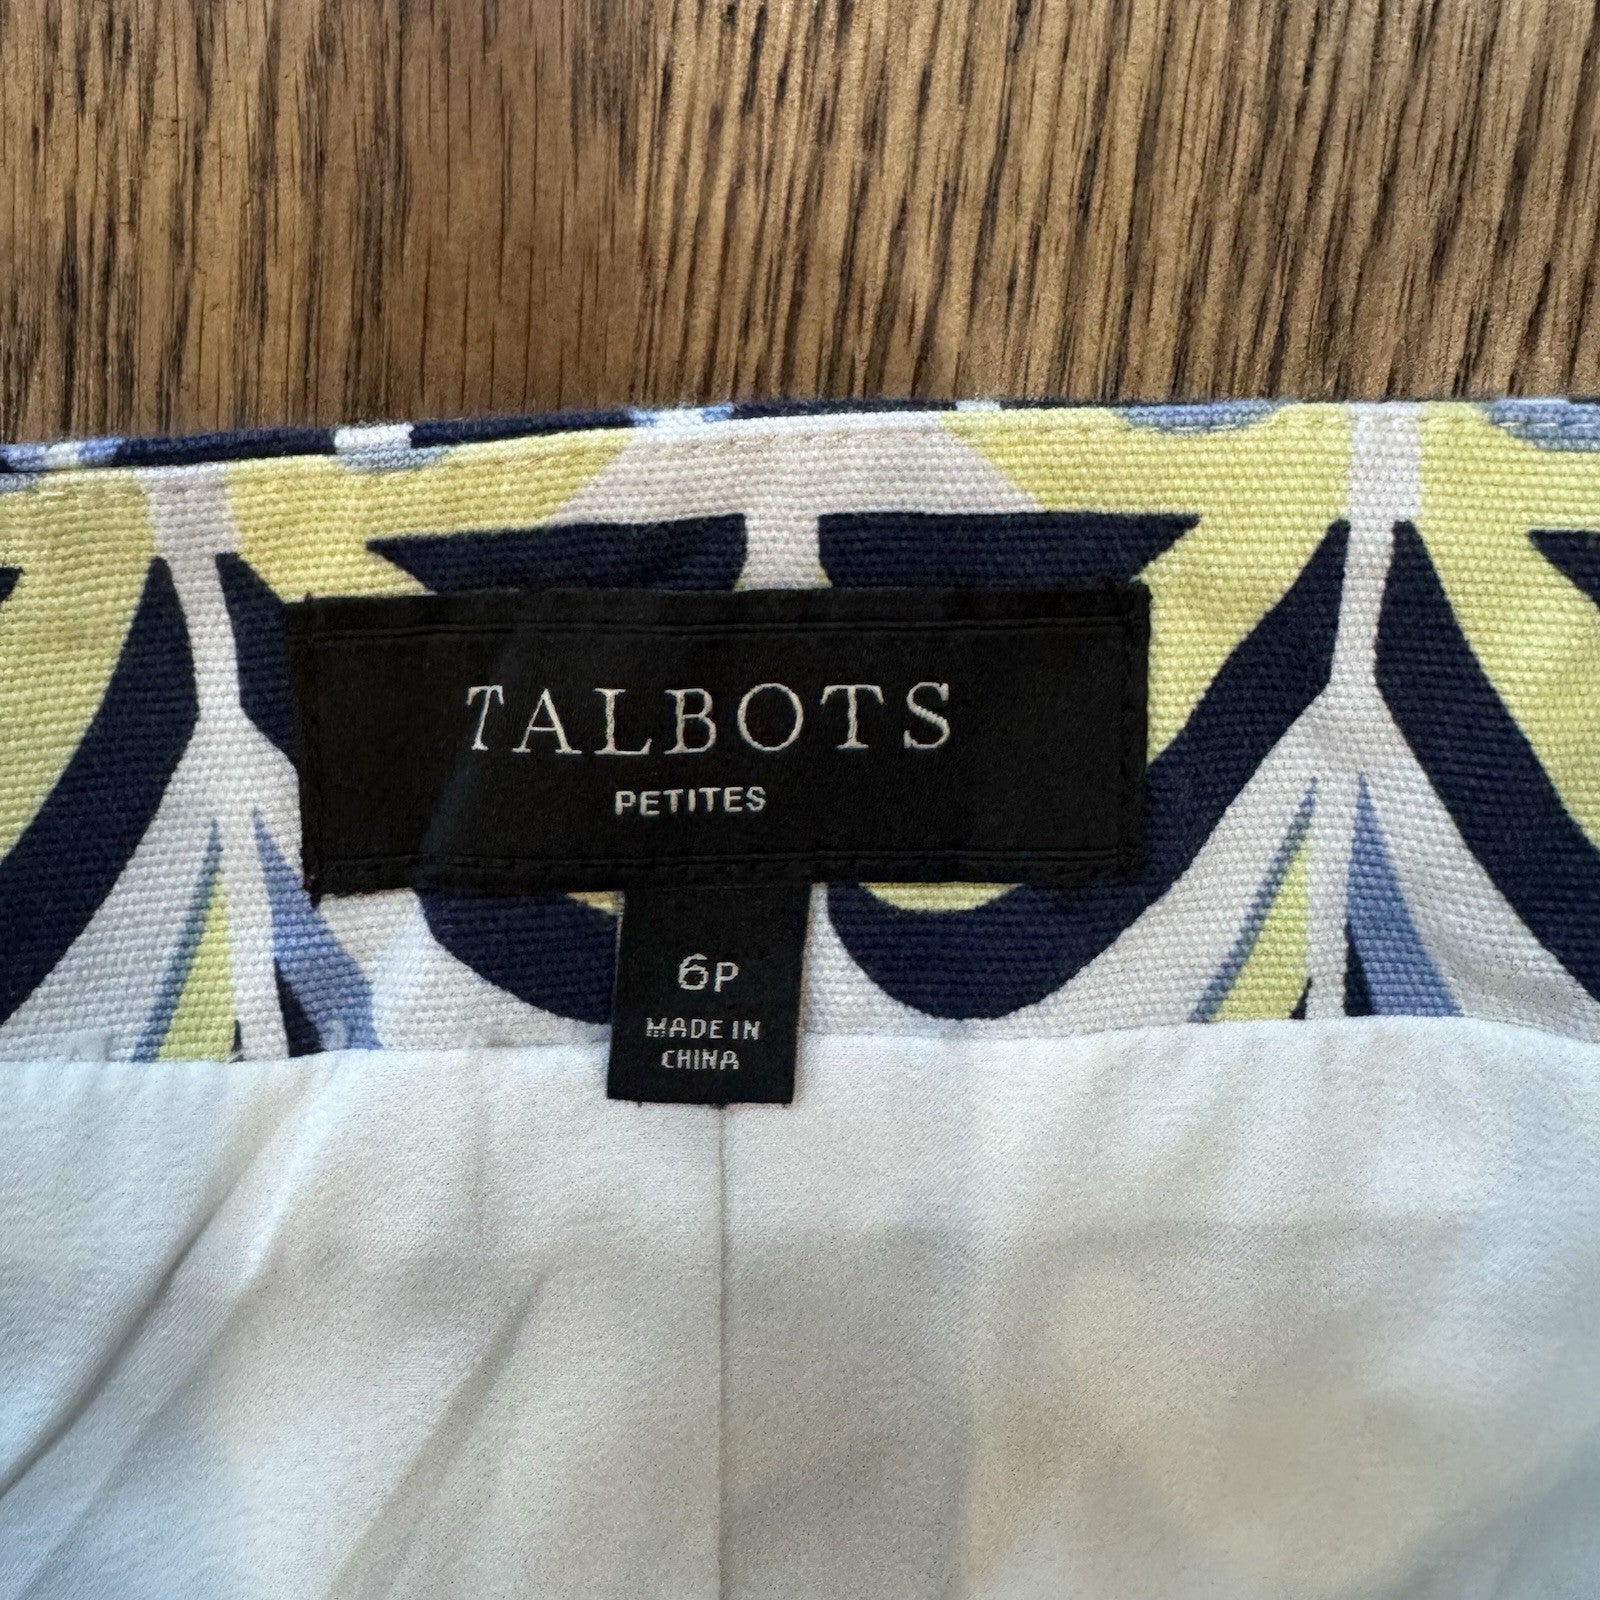 TALBOTS
PETITES
6P
MADE IN
CHINA